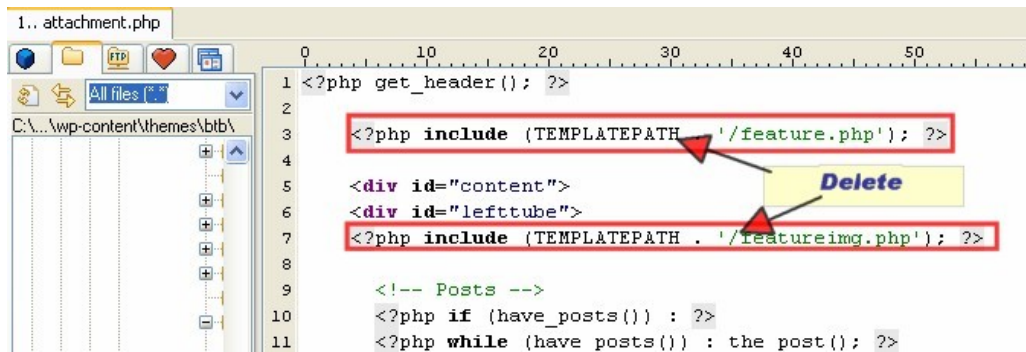 1.. attachment.php
FTP
All files (*.*)
C:\...\wp-content\themes\btb\
0 10 20 30 40 50
1 <?php get_header(); ?>
2
3 <?php include (TEMPLATEPATH . '/feature.php'); ?>
4
Delete
5 <div id="content">
6 <div id="lefttube">
7 <?php include (TEMPLATEPATH . '/featureimg.php'); ?>
8
9 <!-- Posts -->
10 <?php if (have_posts()) : ?>
11 <?php while (have_posts()) : the_post(); ?>